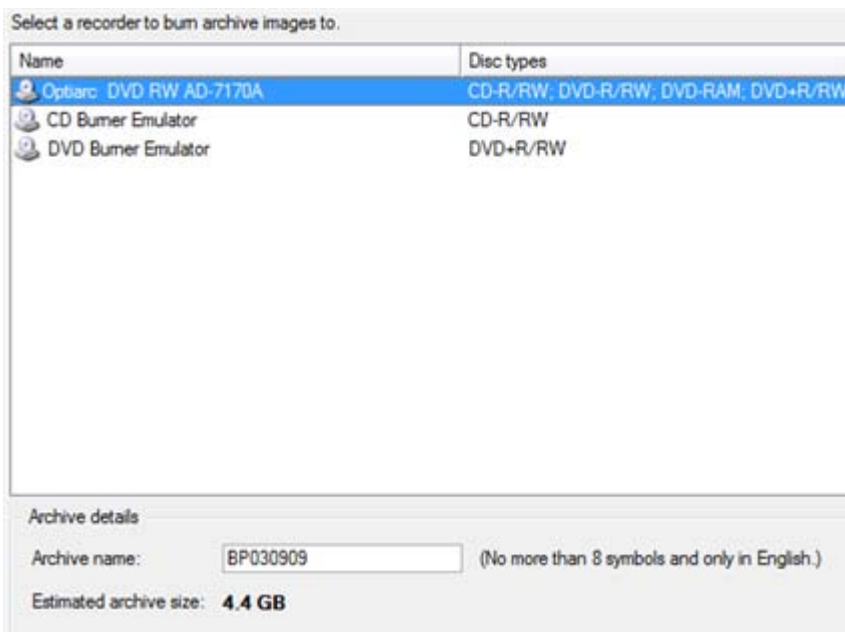 Select a recorder to burn archive images to.
Name Disc types
Optiarc DVD RW AD-7170A CD-R/RW; DVD-R/RW; DVD-RAM; DVD+R/RW
CD Burner Emulator CD-R/RW
DVD Burner Emulator DVD+R/RW
Archive details
Archive name: BP030909 (No more than 8 symbols and only in English.)
Estimated archive size: 4.4 GB